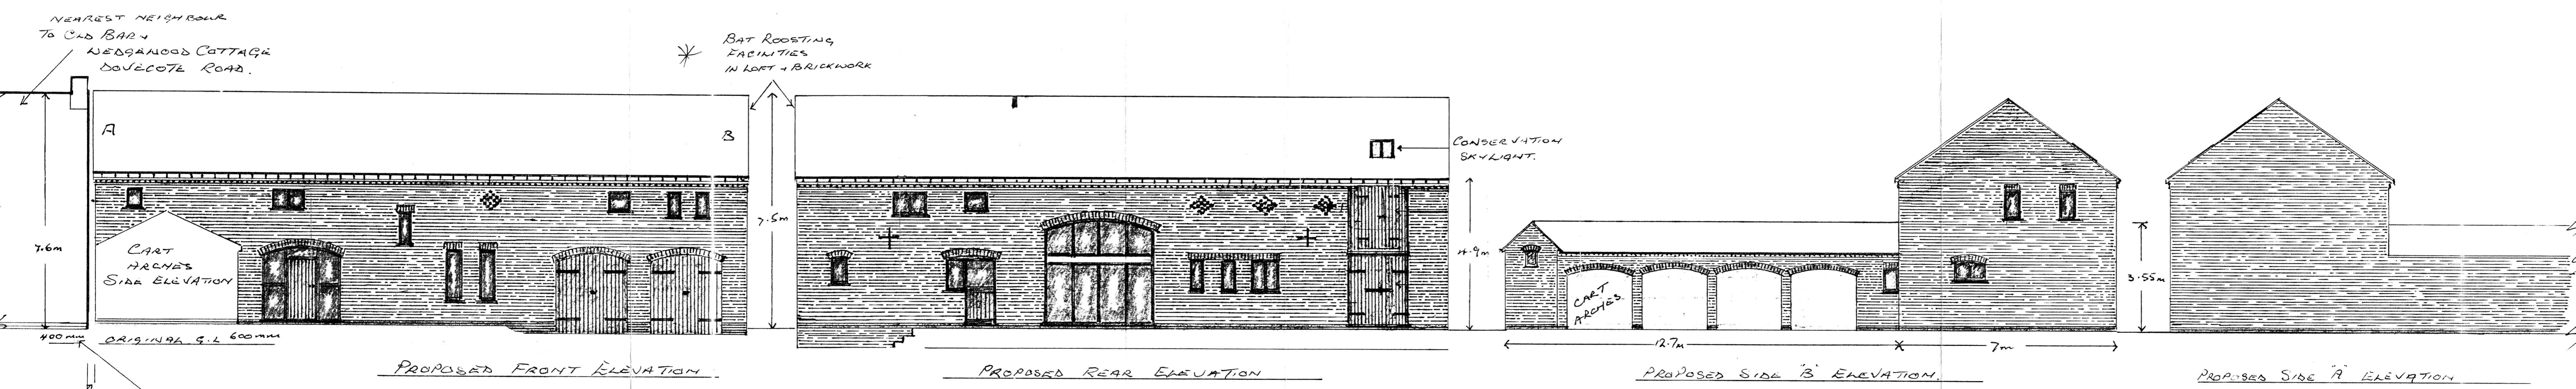 NEAREST NEIGHBOUR
TO OLD BARN
WEDGEWOOD COTTAGE
DOVECOTE ROAD.
BAT ROOSTING
FACINTIES
IN LOFT + BRICKWORK
A
B
CONSERVATION
SKYLIGHT.
7.6m
CART
ARCHES
SIDE ELEVATION
7.5m
4.9m
CART
ARCHES.
3.55m
400mm
ORIGINAL G.L 600mm
12.7m
7m
PROPOSED FRONT ELEVATION
PROPOSED REAR ELEVATION
PROPOSED SIDE 'B' ELEVATION.
PROPOSED SIDE 'A' ELEVATION